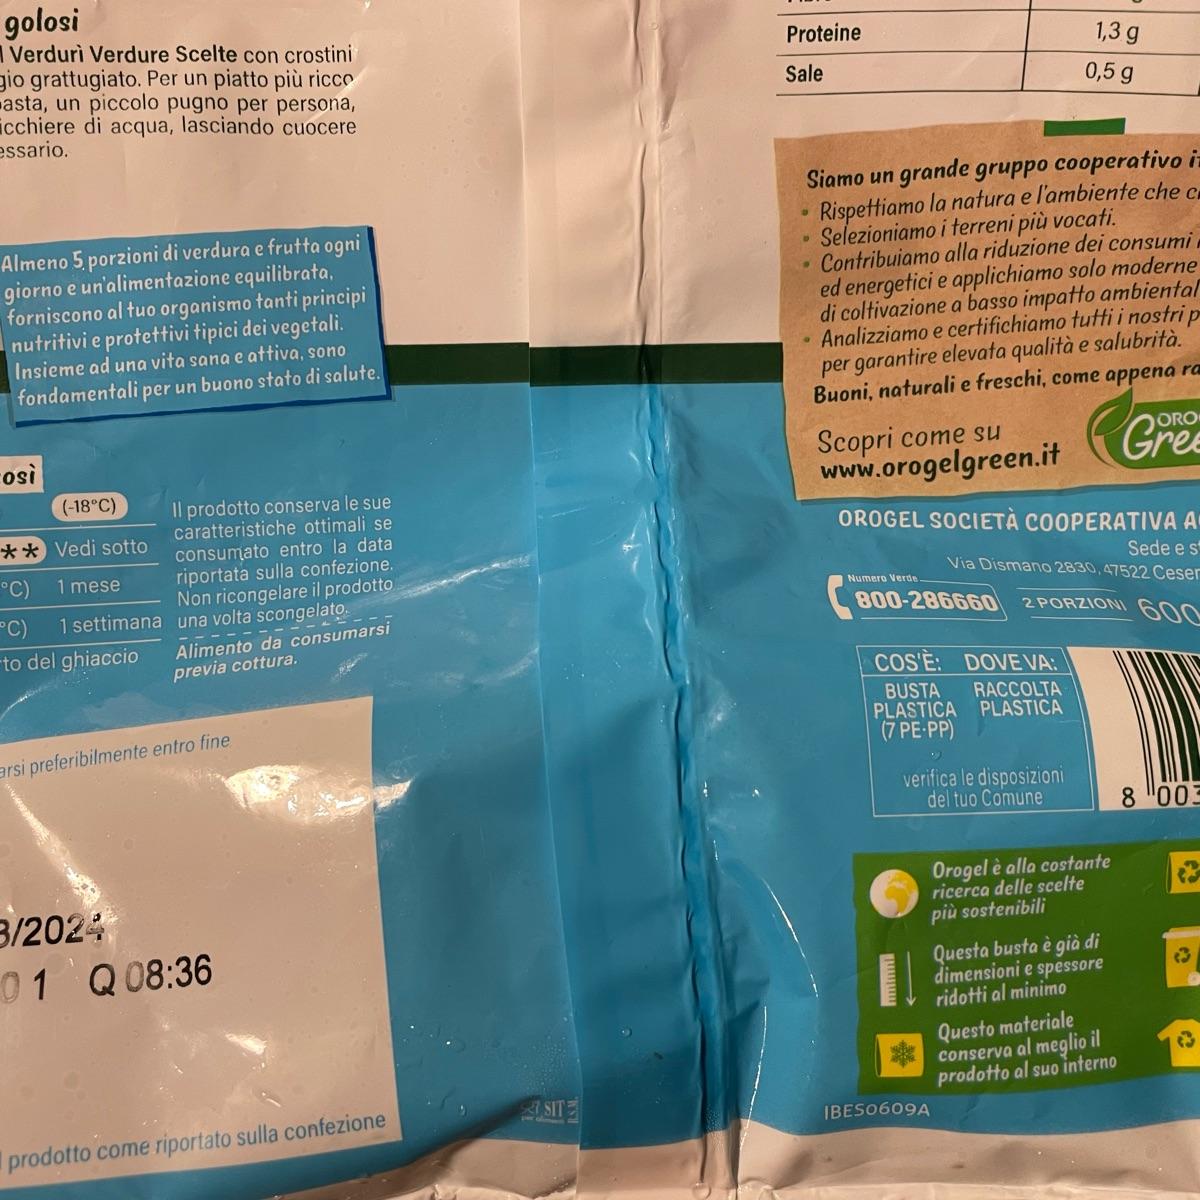 golosi
Verdurì Verdure Scelte con crostini
grattugiato. Per un piatto più ricco
un piccolo pugno per persona,
di acqua, lasciando cuocere
Almeno 5 porzioni di verdura e frutta ogni
giorno e un'alimentazione equilibrata,
forniscono al tuo organismo tanti principi
nutritivi e protettivi tipici dei vegetali.
Insieme ad una vita sana e attiva, sono
fondamentali per un buono stato di salute.
(-18°C)
** Vedi sotto
°C) 1 mese
°C) 1 settimana
del ghiaccio
Il prodotto conserva le sue
caratteristiche ottimali se
consumato entro la data
riportata sulla confezione.
Non ricongelare il prodotto
una volta scongelato.
Alimento da consumarsi
previa cottura.
preferibilmente entro fine
/2024
01 Q 08:36
prodotto come riportato sulla confezione
SIT
Proteine 1,3 g
Sale 0,5 g
Siamo un grande gruppo cooperativo
• Rispettiamo la natura e l'ambiente che
• Selezioniamo i terreni più vocati.
• Contribuiamo alla riduzione dei consumi
ed energetici e applichiamo solo moderne
di coltivazione a basso impatto
• Analizziamo e certifichiamo tutti i nostri
per garantire elevata qualità e salubrità.
Buoni, naturali e freschi, come appena
Scopri come su
www.orogelgreen.it
OROGEL SOCIETÀ COOPERATIVA
Sede e
Via Dismano 2830, 47522
Numero Verde
800-286660
2 PORZIONI 600
COS'È: DOVE VA:
BUSTA RACCOLTA
PLASTICA PLASTICA
(7 PE-PP)
verifica le disposizioni
del tuo Comune
8 003
Orogel è alla costante
ricerca delle scelte
più sostenibili
Questa busta è già di
dimensioni e spessore
ridotti al minimo
Questo materiale
conserva al meglio il
prodotto al suo interno
IBES0609A